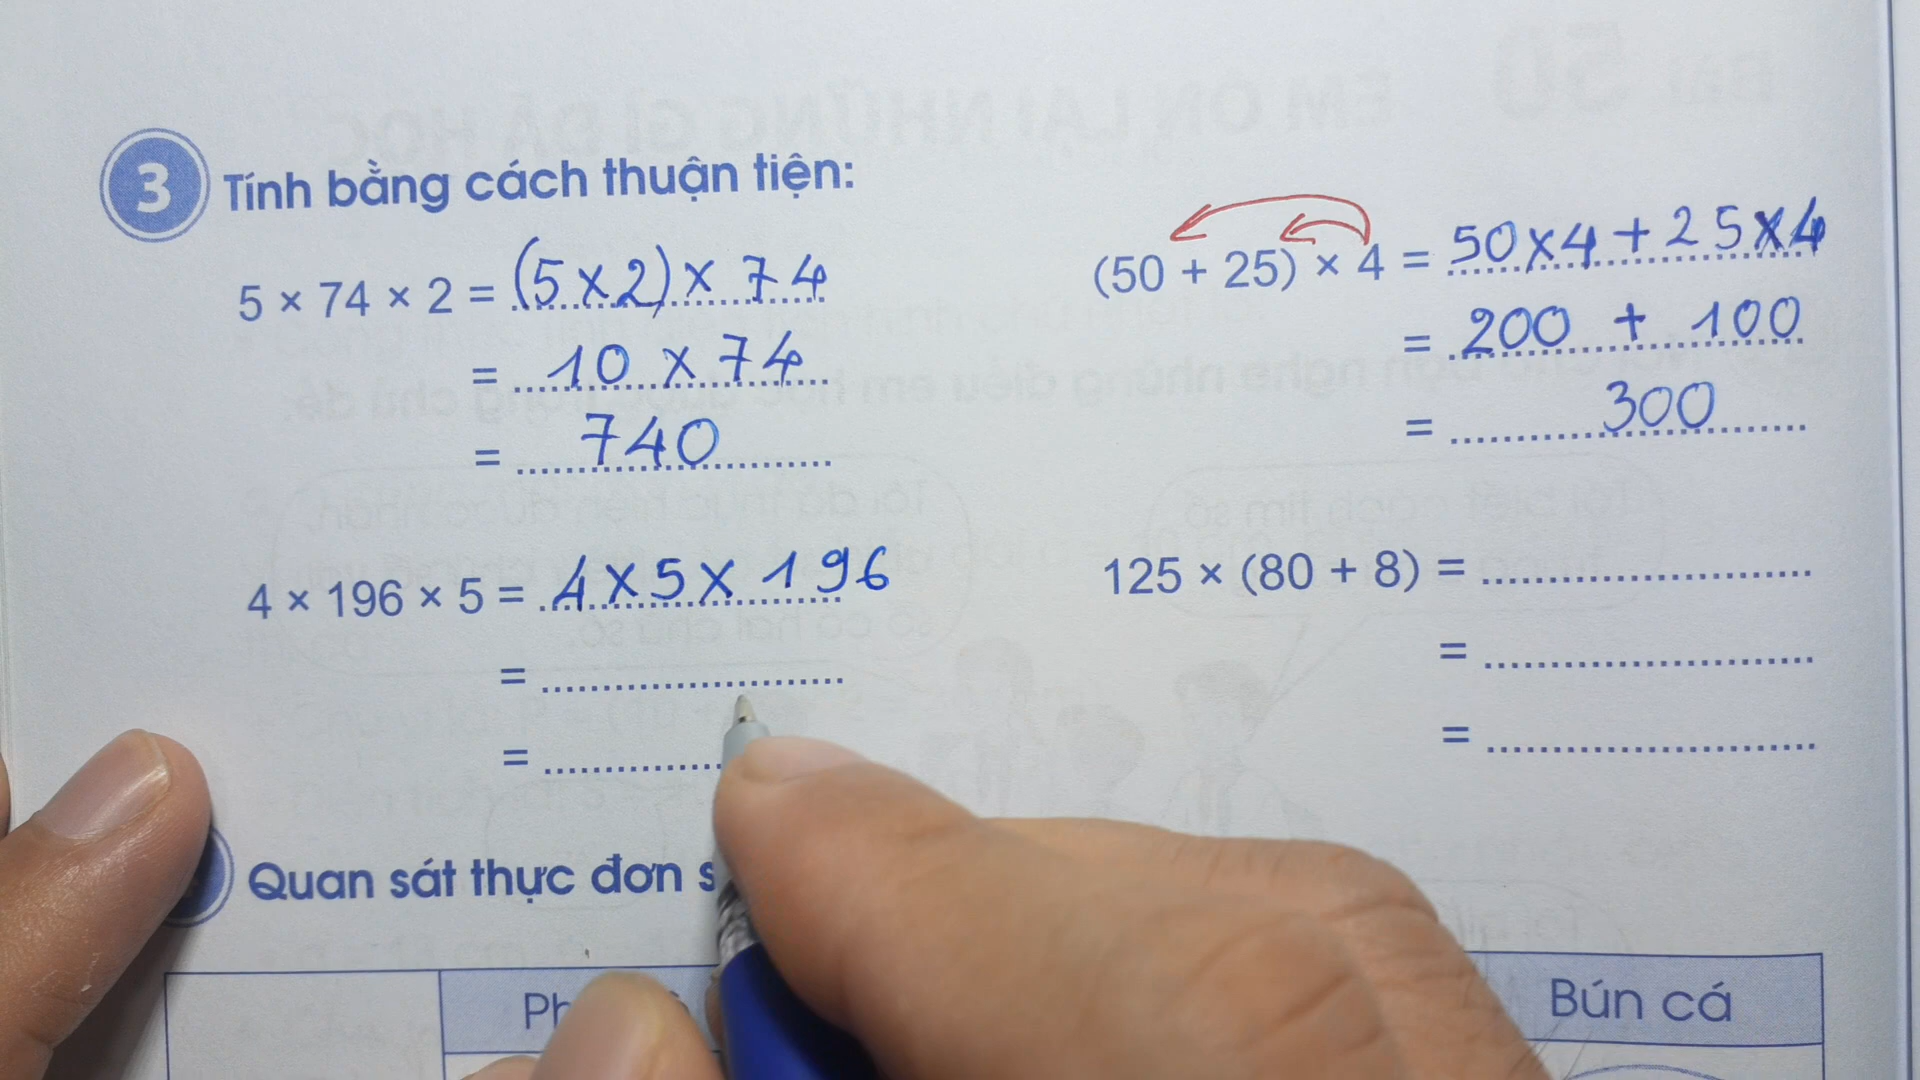 3 Tính bằng cách thuận tiện:
5 × 74 × 2 = (5 × 2) × 74
= 10 × 74
= 740
(50 + 25) × 4 = 50 × 4 + 25 × 4
= 200 + 100
= 300
4 × 196 × 5 = 4 × 5 × 196
=
=
125 × (80 + 8) =
=
=
Quan sát thực đơn
Bún cá